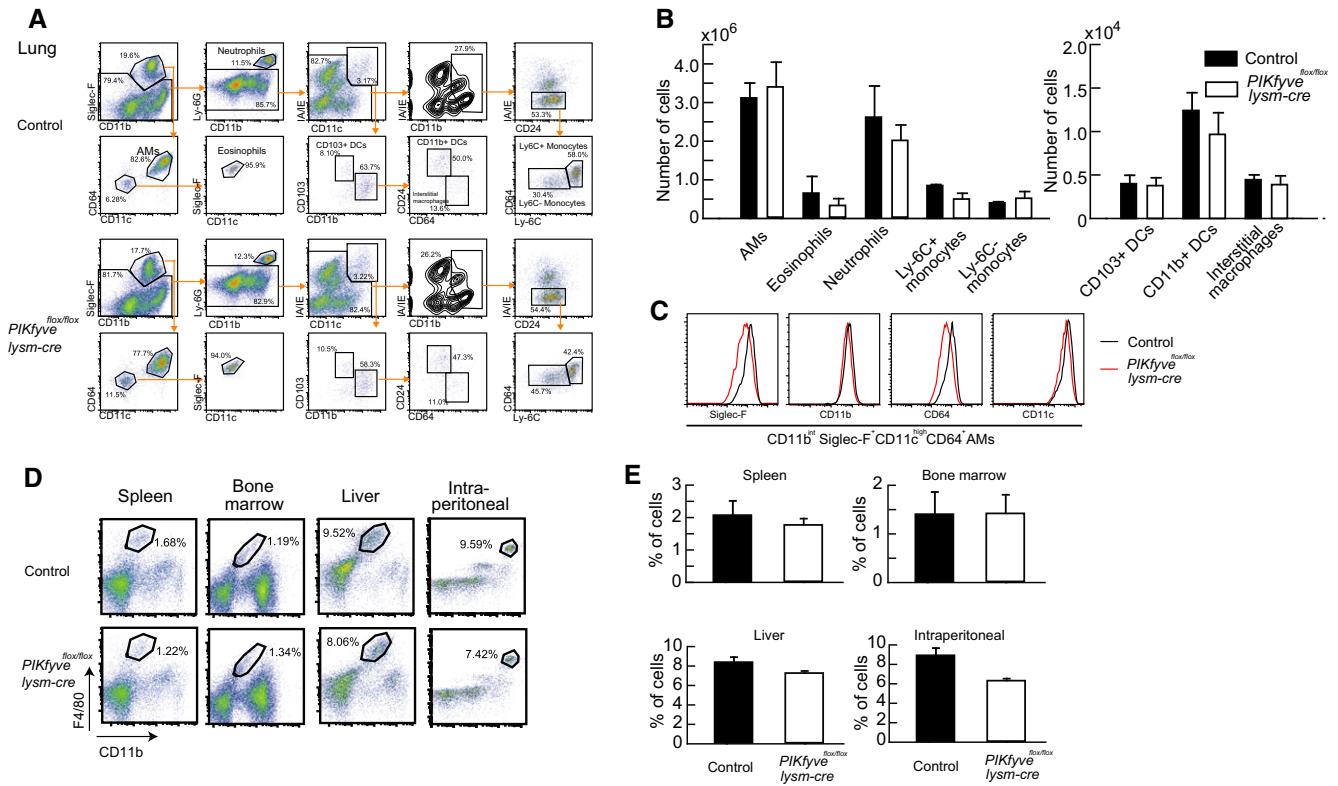 A
Lung
Control
19.6%
79.4%
Siglec-F
CD11b
Neutrophils
11.5%
85.7%
Ly-6G
CD11b
82.7%
3.17%
IA/IE
CD11c
27.9%
IA/IE
CD11b
53.3%
IA/IE
CD24
AMs
82.6%
6.28%
CD64
CD11c
Eosinophils
95.9%
Siglec-F
CD11c
CD103+ DCs
8.10%
63.7%
CD103
CD11b
CD11b+ DCs
50.0%
Interstitial
macrophages
13.6%
CD24
CD64
Ly6C+ Monocytes
58.0%
30.4%
Ly6C- Monocytes
CD64
Ly-6C
PIKfyve flox/flox
lysm-cre
17.7%
81.7%
Siglec-F
CD11b
12.3%
82.9%
Ly-6G
CD11b
3.22%
82.4%
IA/IE
CD11c
26.2%
IA/IE
CD11b
54.4%
IA/IE
CD24
77.7%
11.5%
CD64
CD11c
94.0%
Siglec-F
CD11c
10.5%
58.3%
CD103
CD11b
47.3%
11.0%
CD24
CD64
42.4%
45.7%
CD64
Ly-6C
B
x10^6
Number of cells
4.0
3.0
2.0
1.0
0
AMs
Eosinophils
Neutrophils
Ly-6C+
monocytes
Ly-6C-
monocytes
x10^4
Number of cells
2.0
1.5
1.0
0.5
0
CD103+ DCs
CD11b+ DCs
Interstitial
macrophages
Control
PIKfyve flox/flox
lysm-cre
C
Siglec-F
CD11b
CD64
CD11c
Control
PIKfyve flox/flox
lysm-cre
CD11b^int Siglec-F^+CD11c^high CD64^+AMs
D
Spleen
Bone
marrow
Liver
Intra-
peritoneal
Control
1.68%
1.19%
9.52%
9.59%
PIKfyve flox/flox
lysm-cre
1.22%
1.34%
8.06%
7.42%
F4/80
CD11b
E
Spleen
% of cells
3
2
1
0
Bone marrow
% of cells
2
1
0
Liver
% of cells
10
8
6
4
2
0
Control
PIKfyve flox/flox
lysm-cre
Intraperitoneal
% of cells
10
8
6
4
2
0
Control
PIKfyve flox/flox
lysm-cre